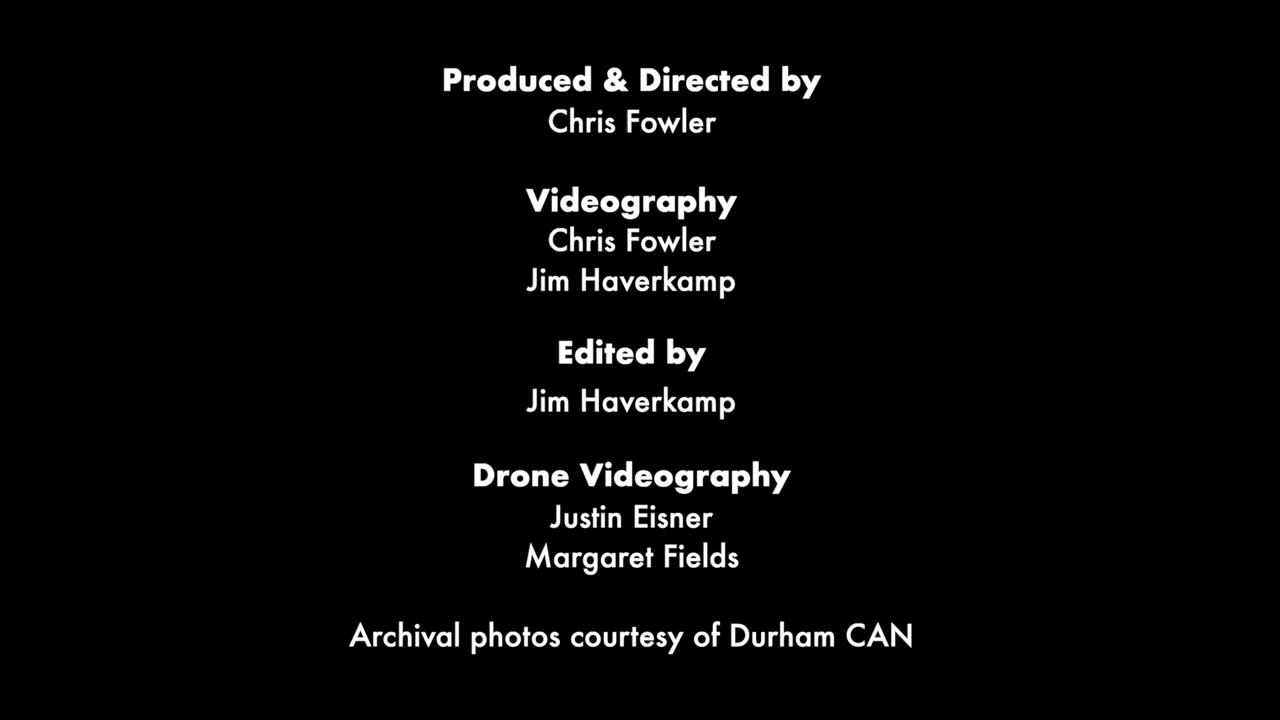 Produced & Directed by
Chris Fowler
Videography
Chris Fowler
Jim Haverkamp
Edited by
Jim Haverkamp
Drone Videography
Justin Eisner
Margaret Fields
Archival photos courtesy of Durham CAN